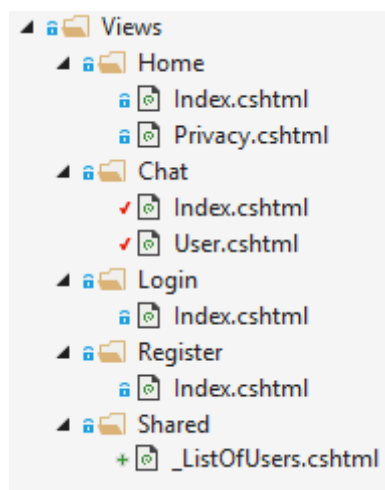 Views
Home
Index.cshtml
Privacy.cshtml
Chat
Index.cshtml
User.cshtml
Login
Index.cshtml
Register
Index.cshtml
Shared
_ListOfUsers.cshtml